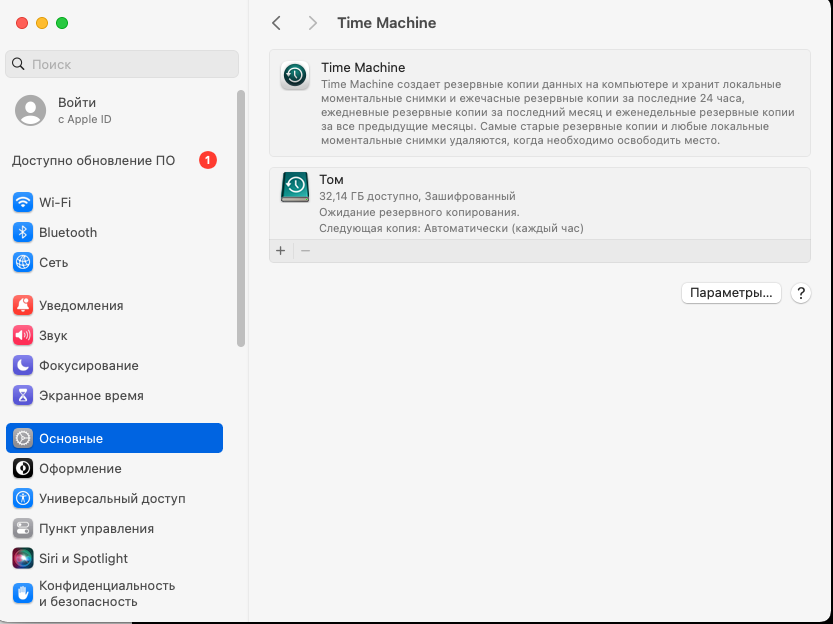 Time Machine
Поиск
Войти
с Apple ID
Доступно обновление ПО
1
Wi-Fi
Bluetooth
Сеть
Уведомления
Звук
Фокусирование
Экранное время
Основные
Оформление
Универсальный доступ
Пункт управления
Siri и Spotlight
Конфиденциальность
и безопасность
Time Machine
Time Machine создает резервные копии данных на компьютере и хранит локальные
моментальные снимки и ежечасные резервные копии за последние 24 часа,
ежедневные резервные копии за последний месяц и еженедельные резервные копии
за все предыдущие месяцы. Самые старые резервные копии и любые локальные
моментальные снимки удаляются, когда необходимо освободить место.
Том
32,14 ГБ доступно, Зашифрованный
Ожидание резервного копирования.
Следующая копия: Автоматически (каждый час)
+ −
Параметры... ?